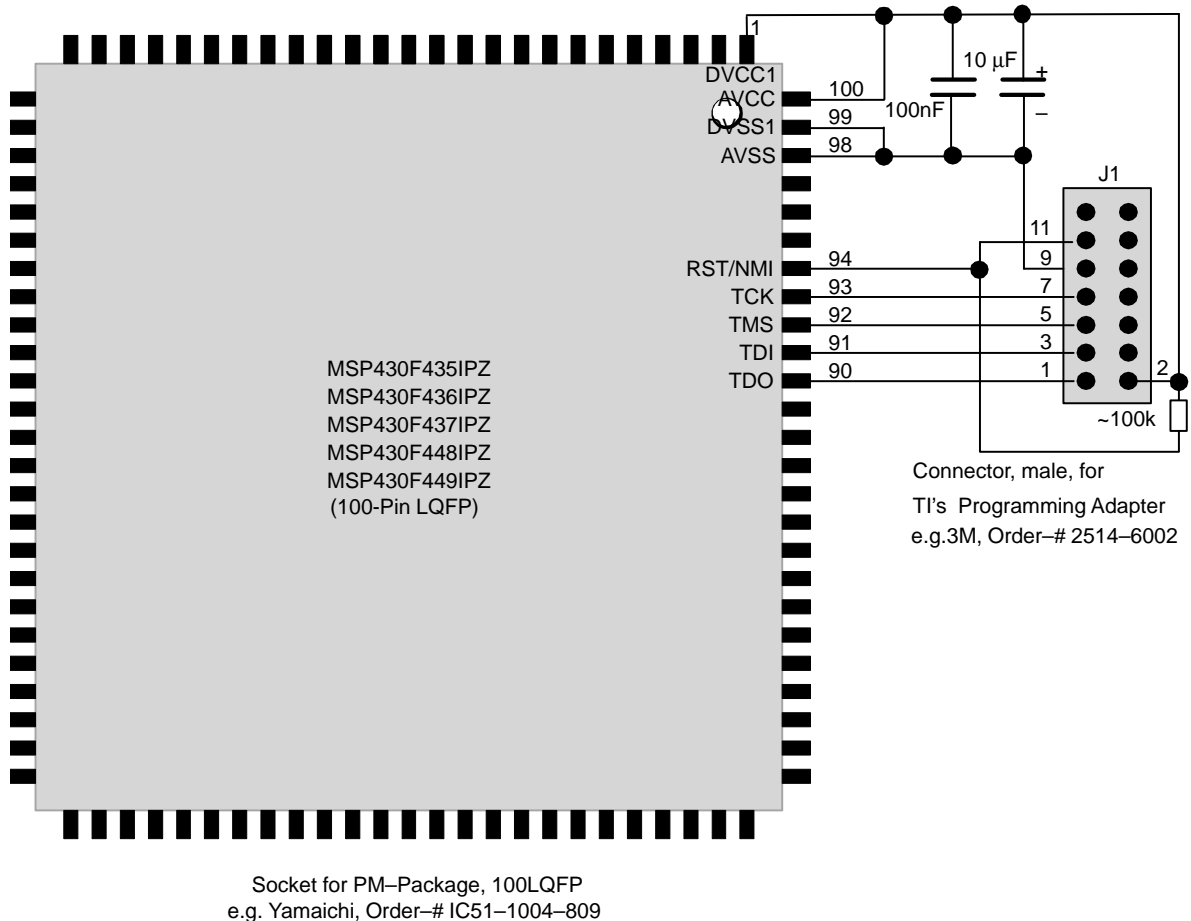 1
DVCC1
AVCC
100
DVSS1
99
AVSS
98
10 μF
+
100nF
–
J1
11
RST/NMI
94
9
TCK
93
7
TMS
92
5
TDI
91
3
TDO
90
1
2
~100k
MSP430F435IPZ
MSP430F436IPZ
MSP430F437IPZ
MSP430F448IPZ
MSP430F449IPZ
(100-Pin LQFP)
Connector, male, for
TI's Programming Adapter
e.g.3M, Order–# 2514–6002
Socket for PM–Package, 100LQFP
e.g. Yamaichi, Order–# IC51–1004–809